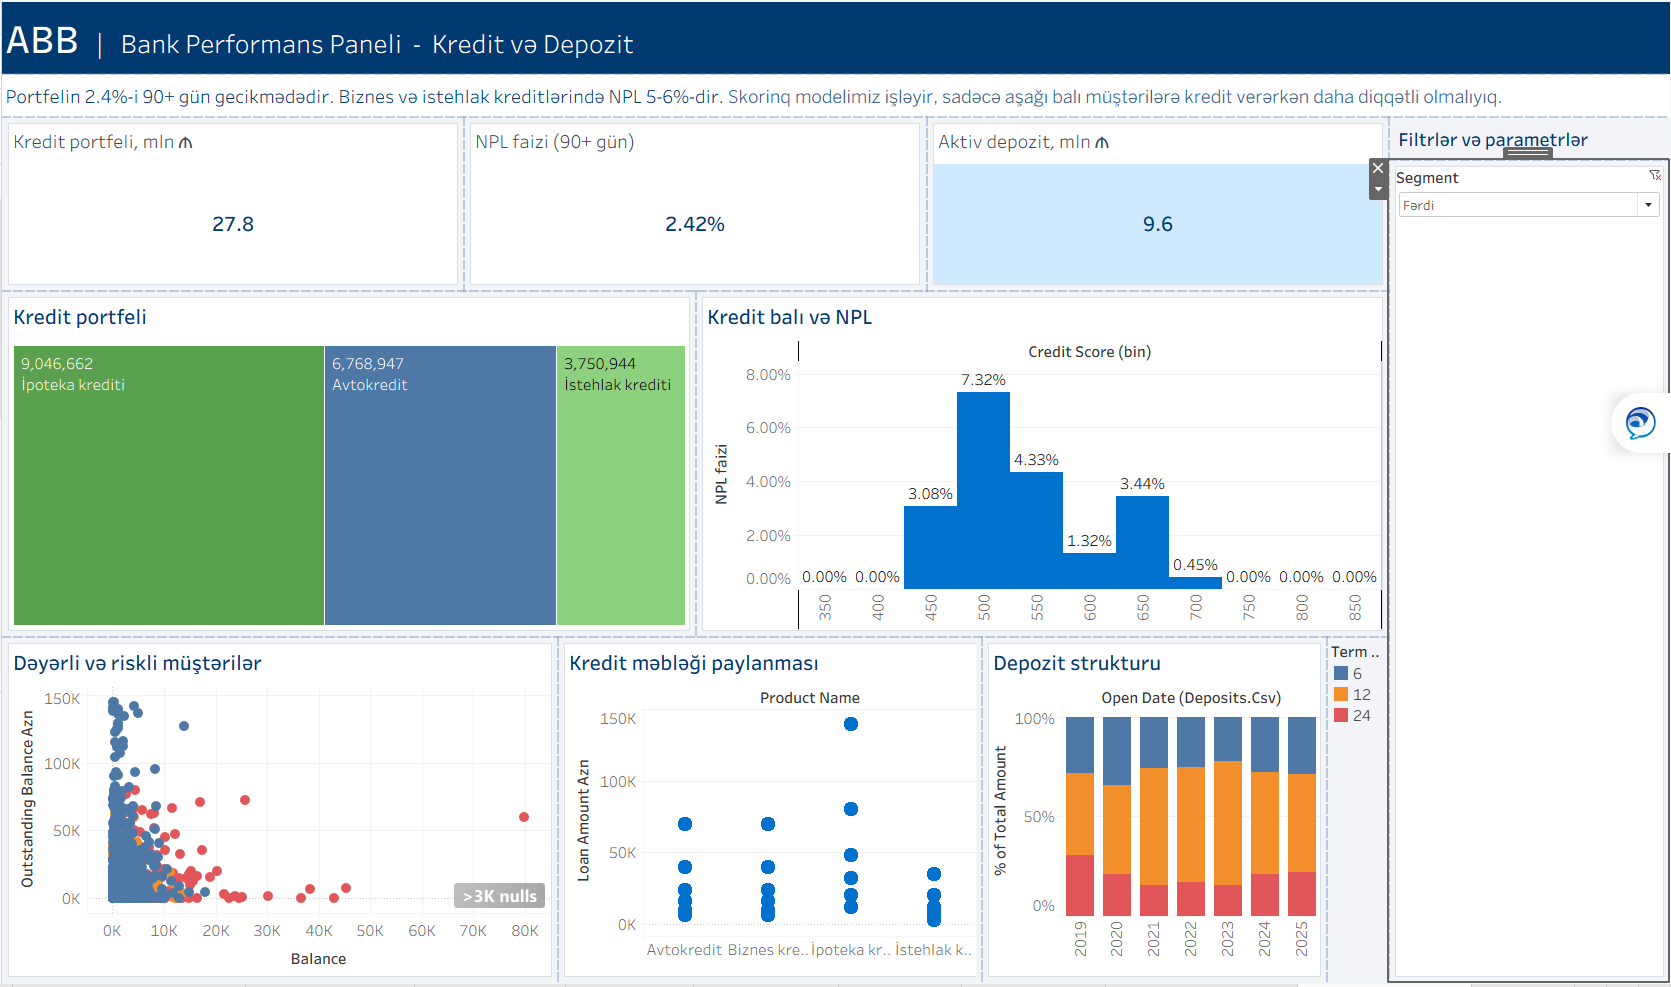 ABB | Bank Performans Paneli - Kredit və Depozit
Portfelin 2.4%-i 90+ gün gecikmədədir. Biznes və istehlak kreditlərində NPL 5-6%-dir. Skorinq modelimiz işləyir, sadəcə aşağı balı müştərilərə kredit verərkən daha diqqətli olmalıyıq.
Kredit portfeli, mln ₼
27.8
NPL faizi (90+ gün)
2.42%
Aktiv depozit, mln ₼
9.6
Filtrlər və parametrlər
Segment
Fərdi
Kredit portfeli
9,046,662
İpoteka krediti
6,768,947
Avtokredit
3,750,944
İstehlak krediti
Kredit balı və NPL
Credit Score (bin)
NPL faizi
8.00%
6.00%
4.00%
2.00%
0.00%
0.00% 0.00% 3.08% 7.32% 4.33% 1.32% 3.44% 0.45% 0.00% 0.00% 0.00%
350 400 450 500 550 600 650 700 750 800 850
Dəyərli və riskli müştərilər
Outstanding Balance Azn
150K
100K
50K
0K
>3K nulls
0K 10K 20K 30K 40K 50K 60K 70K 80K
Balance
Kredit məbləği paylanması
Product Name
Loan Amount Azn
150K
100K
50K
0K
Avtokredit Biznes kre.. İpoteka kr.. İstehlak k..
Depozit strukturu
Open Date (Deposits.Csv)
% of Total Amount
100%
50%
0%
2019 2020 2021 2022 2023 2024 2025
Term ..
6
12
24